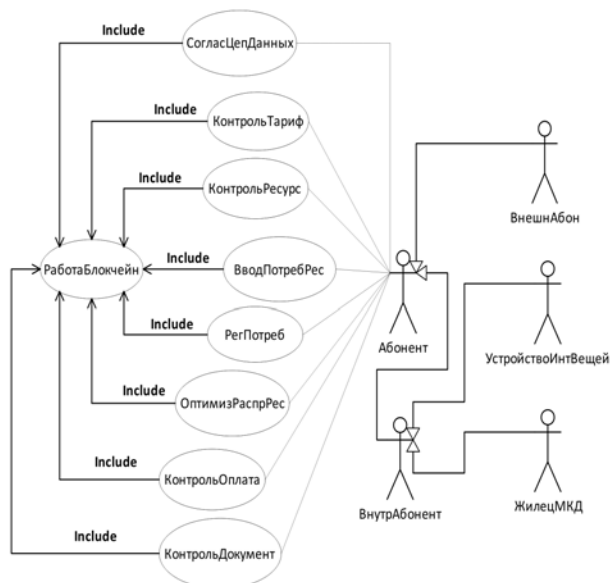 Include
СогласЦепДанных
Include
КонтрольТариф
Include
КонтрольРесурс
ВнешнАбон
Include
РаботаБлокчейн
ВводПотребРес
Include
РегПотреб
Абонент
УстройствоИнтВещей
Include
ОптимизРаспрРес
Include
КонтрольОплата
ВнутрАбонент
ЖилецМКД
Include
КонтрольДокумент